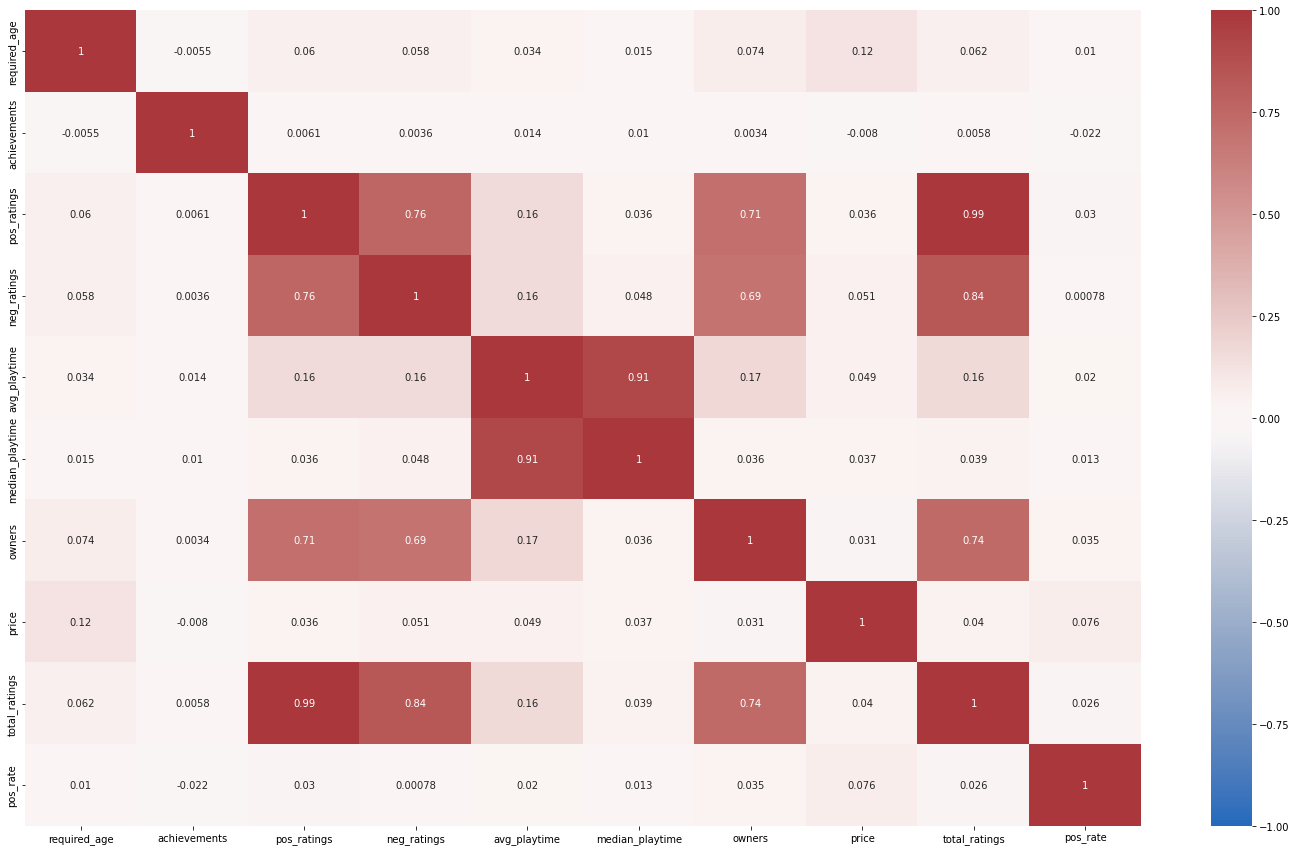 required_age 1 -0.0055 0.06 0.058 0.034 0.015 0.074 0.12 0.062 0.01
achievements -0.0055 1 0.0061 0.0036 0.014 0.01 0.0034 -0.008 0.0058 -0.022
pos_ratings 0.06 0.0061 1 0.76 0.16 0.036 0.71 0.036 0.99 0.03
neg_ratings 0.058 0.0036 0.76 1 0.16 0.048 0.69 0.051 0.84 0.00078
avg_playtime 0.034 0.014 0.16 0.16 1 0.91 0.17 0.049 0.16 0.02
median_playtime 0.015 0.01 0.036 0.048 0.91 1 0.036 0.037 0.039 0.013
owners 0.074 0.0034 0.71 0.69 0.17 0.036 1 0.031 0.74 0.035
price 0.12 -0.008 0.036 0.051 0.049 0.037 0.031 1 0.04 0.076
total_ratings 0.062 0.0058 0.99 0.84 0.16 0.039 0.74 0.04 1 0.026
pos_rate 0.01 -0.022 0.03 0.00078 0.02 0.013 0.035 0.076 0.026 1
required_age achievements pos_ratings neg_ratings avg_playtime median_playtime owners price total_ratings pos_rate
1.00
0.75
0.50
0.25
0.00
−0.25
−0.50
−0.75
−1.00